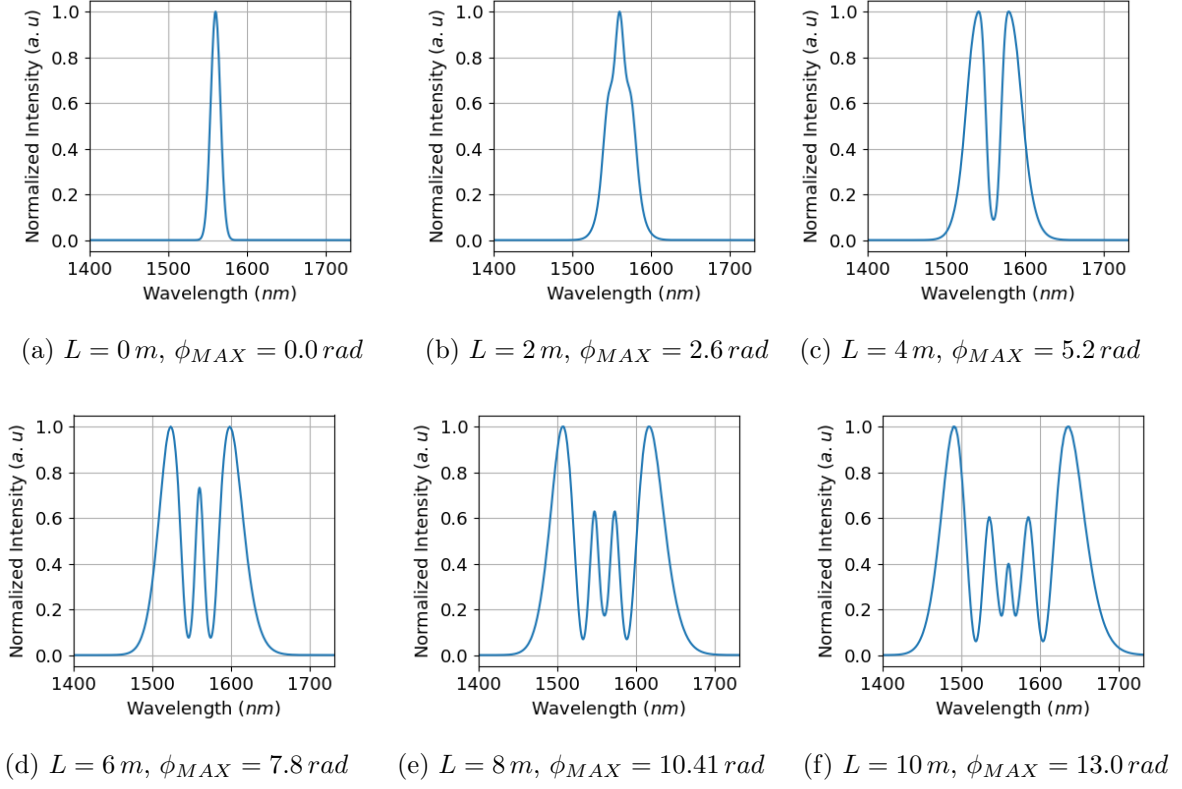 1.0
0.8
0.6
0.4
0.2
0.0
1400 1500 1600 1700
Wavelength (nm)
Normalized Intensity (a. u)
1.0
0.8
0.6
0.4
0.2
0.0
1400 1500 1600 1700
Wavelength (nm)
Normalized Intensity (a. u)
1.0
0.8
0.6
0.4
0.2
0.0
1400 1500 1600 1700
Wavelength (nm)
Normalized Intensity (a. u)
(a) L = 0 m, ϕMAX = 0.0 rad
(b) L = 2 m, ϕMAX = 2.6 rad
(c) L = 4 m, ϕMAX = 5.2 rad
1.0
0.8
0.6
0.4
0.2
0.0
1400 1500 1600 1700
Wavelength (nm)
Normalized Intensity (a. u)
1.0
0.8
0.6
0.4
0.2
0.0
1400 1500 1600 1700
Wavelength (nm)
Normalized Intensity (a. u)
1.0
0.8
0.6
0.4
0.2
0.0
1400 1500 1600 1700
Wavelength (nm)
Normalized Intensity (a. u)
(d) L = 6 m, ϕMAX = 7.8 rad
(e) L = 8 m, ϕMAX = 10.41 rad
(f) L = 10 m, ϕMAX = 13.0 rad